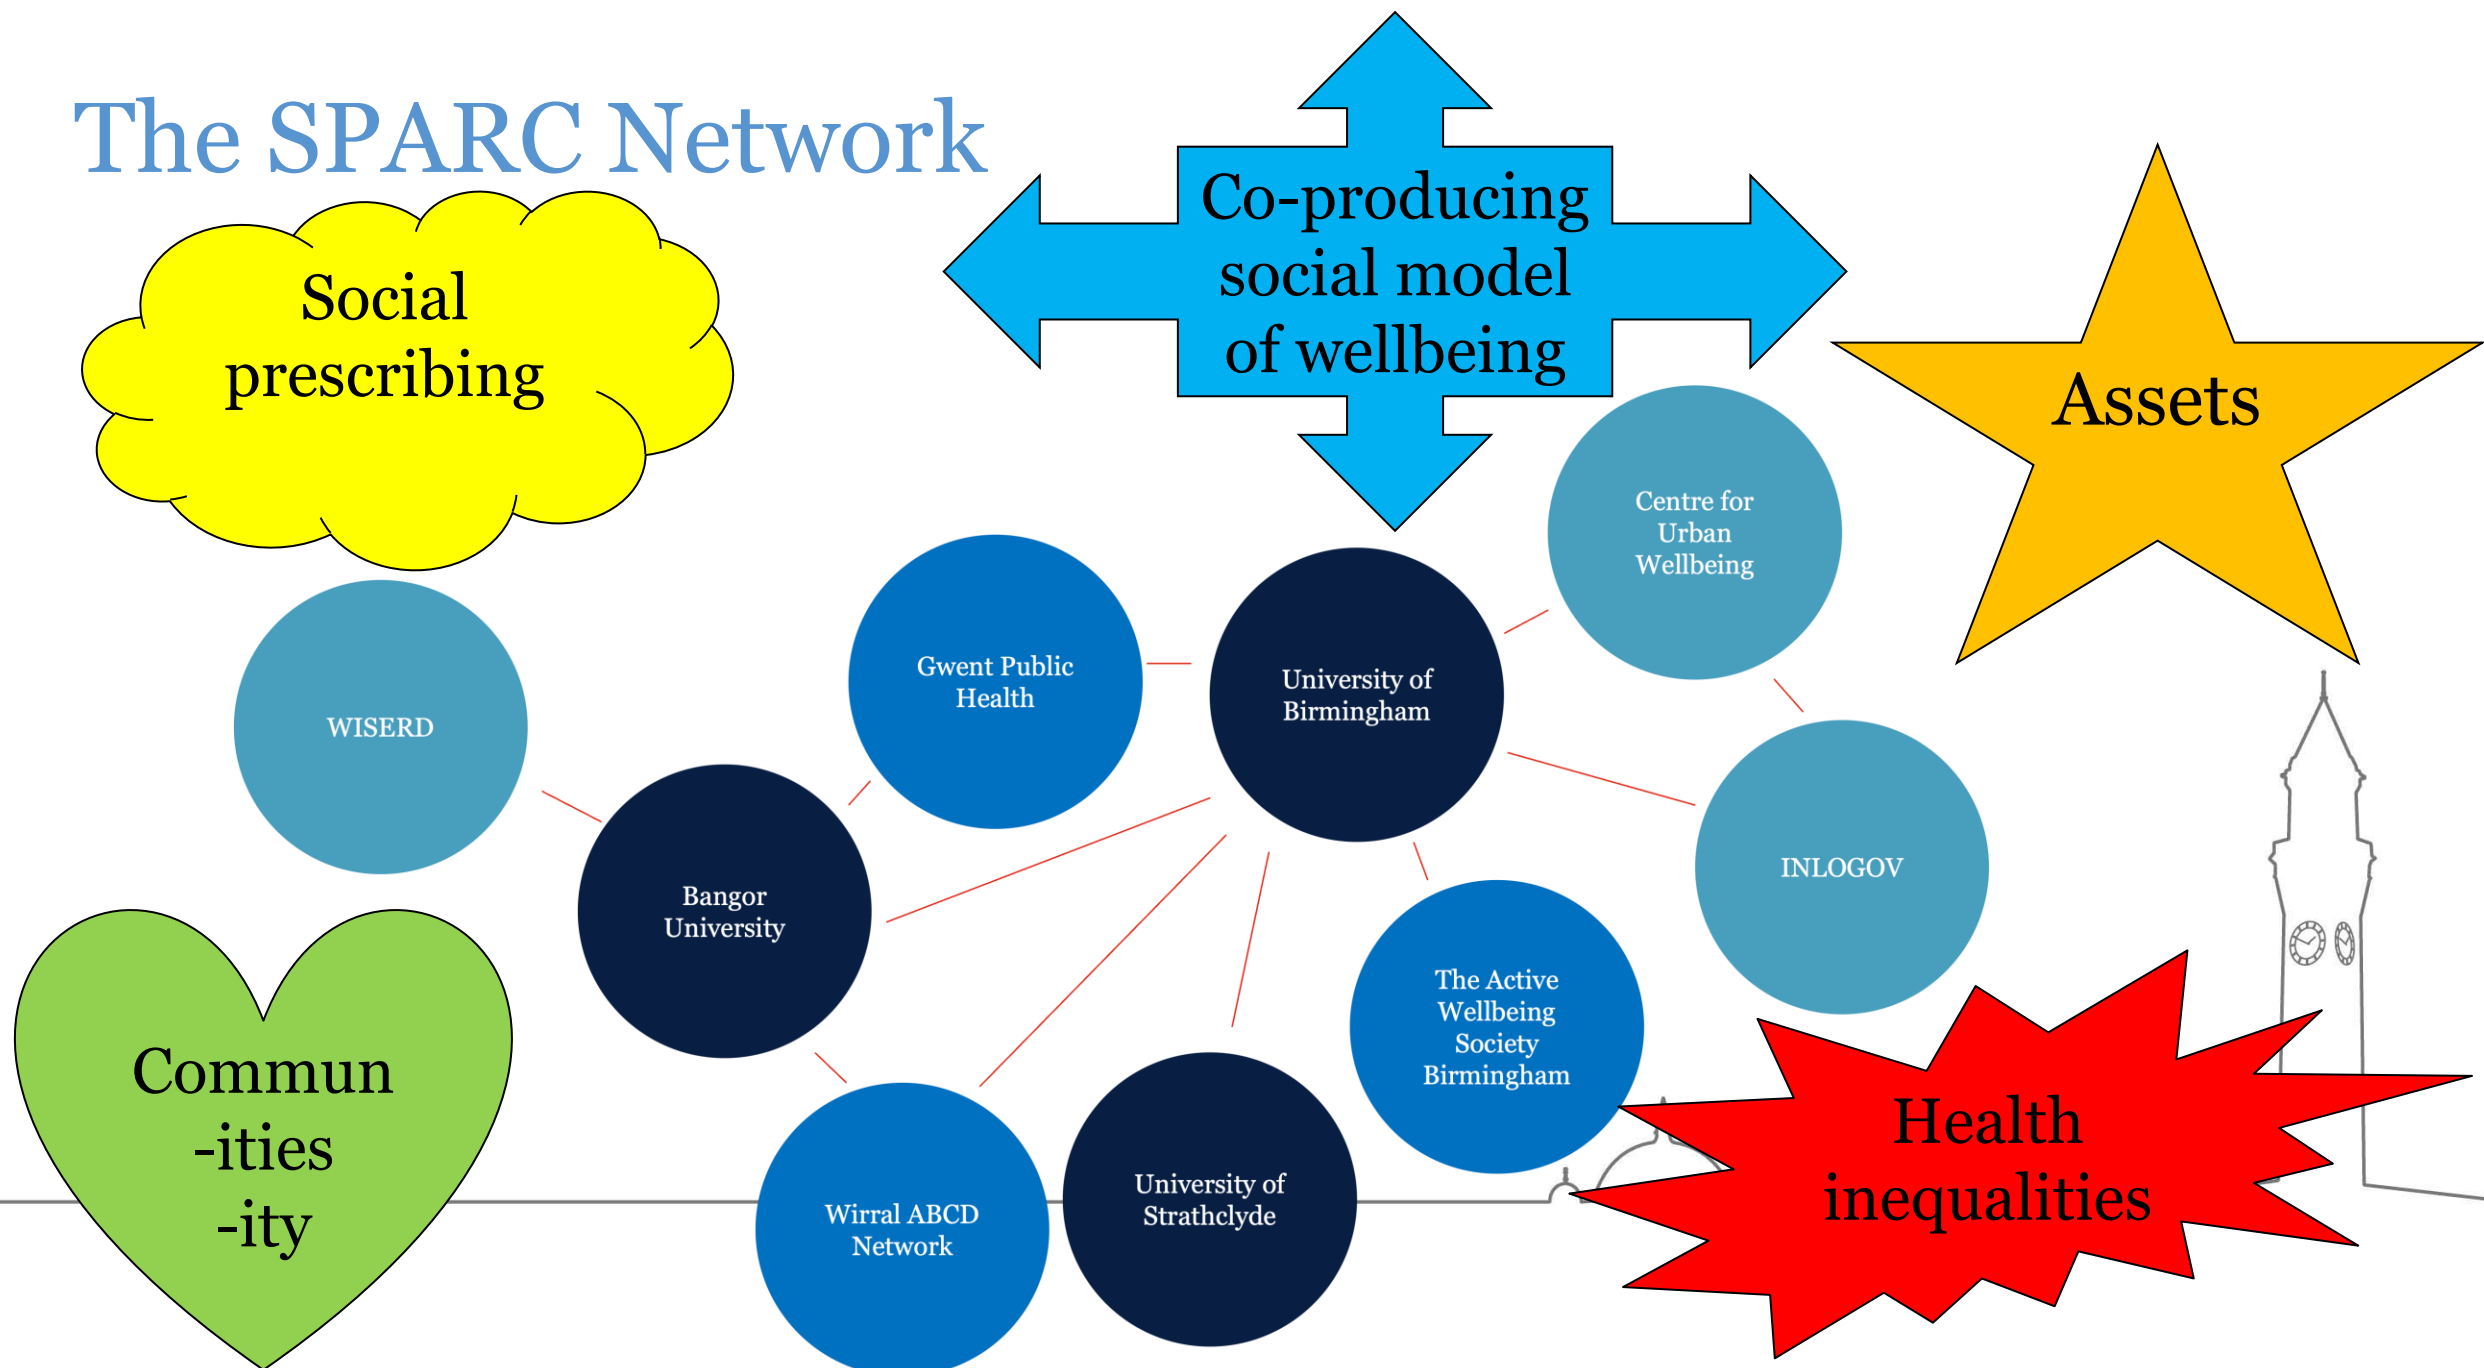 The SPARC Network
Co-producing
social model
of wellbeing
Social
prescribing
Assets
Centre for
Urban
Wellbeing
Gwent Public
Health
University of
Birmingham
WISERD
INLOGOV
Bangor
University
The Active
Wellbeing
Society
Birmingham
Commun
-ities
-ity
Health
inequalities
University of
Strathclyde
Wirral ABCD
Network